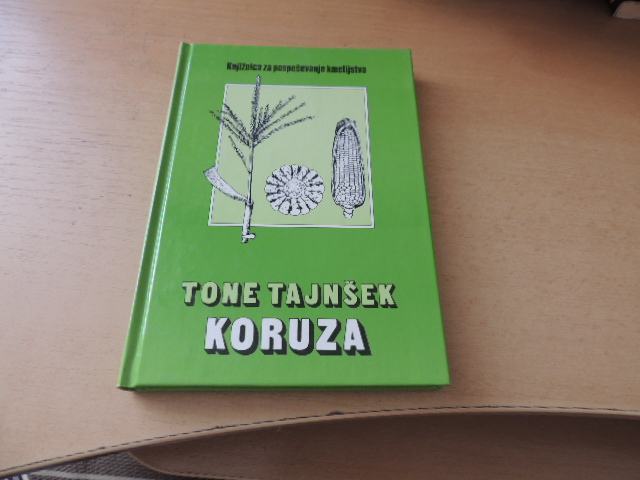 Knjižnica za pospeševanje kmetijstva
TONE TAJNŠEK
KORUZA